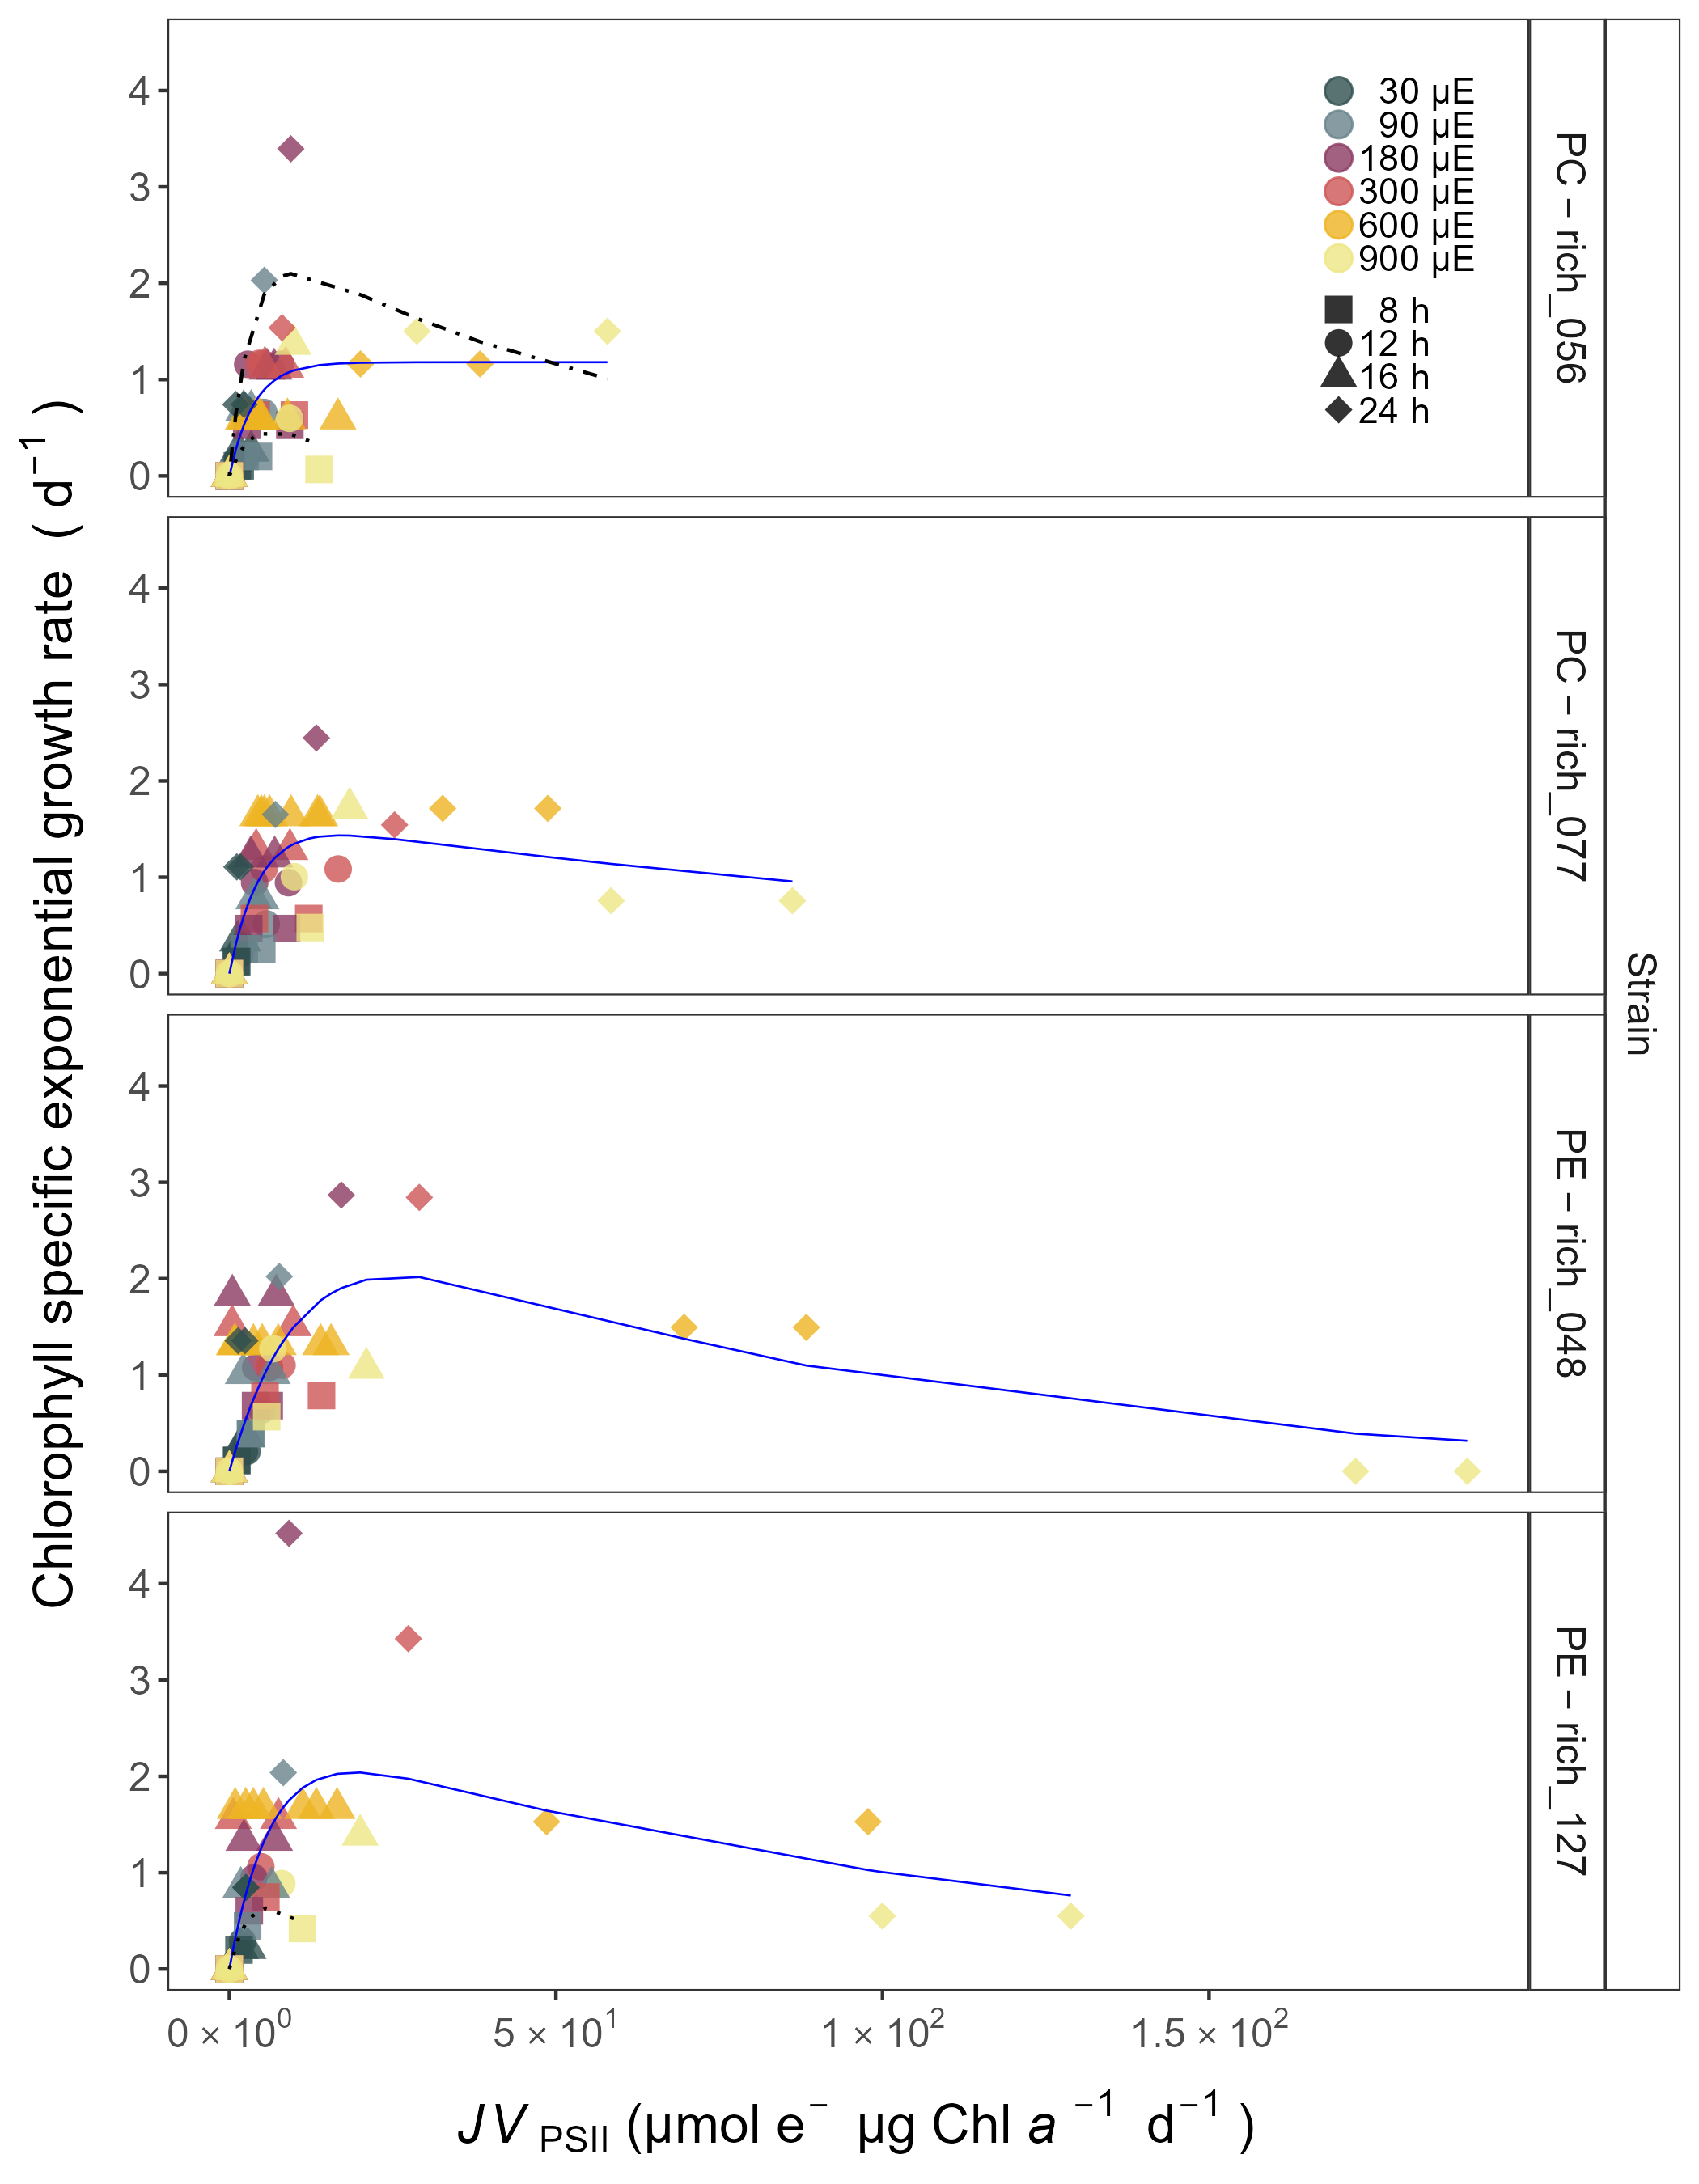 Chlorophyll specific exponential growth rate ( d⁻¹ )
4
3
2
1
0
30 µE
90 µE
180 µE
300 µE
600 µE
900 µE
8 h
12 h
16 h
24 h
PC − rich_056
4
3
2
1
0
PC − rich_077
4
3
2
1
0
PE − rich_048
4
3
2
1
0
PE − rich_127
Strain
0 × 10⁰ 5 × 10¹ 1 × 10² 1.5 × 10²
JV PSII (µmol e⁻ µg Chl a ⁻¹ d⁻¹ )